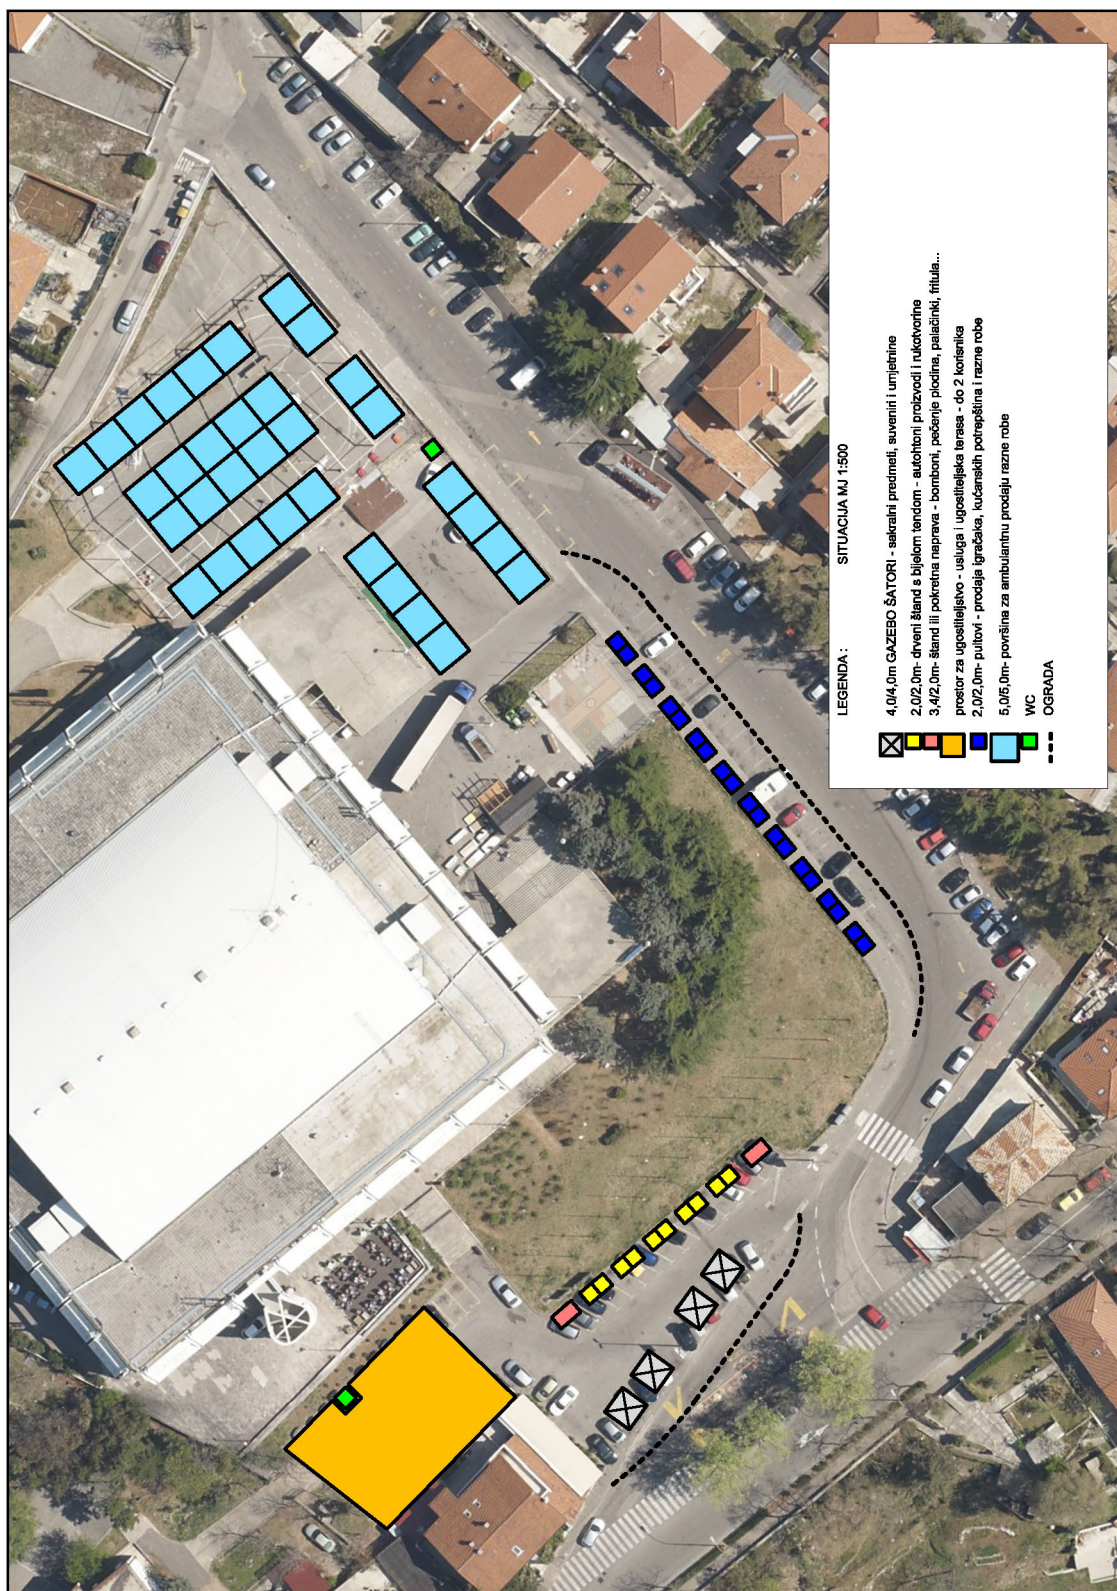 LEGENDA : SITUACIJA MJ 1:500
4,0/4,0m GAZEBO ŠATORI - sakralni predmeti, suveniri i umjetnine
2,0/2,0m- drveni štand s bijelom tendom - autohtoni proizvodi i rukotvorine
3,4/2,0m- štand ili pokretna naprava - bomboni, pečenje plodina, palačinki, fritula...
prostor za ugostiteljstvo - usluga i ugostiteljska terasa - do 2 korisnika
2,0/2,0m- pultovi - prodaja igračaka, kućanskih potrepština i razne robe
5,0/5,0m- površina za ambulantnu prodaju razne robe
WC
OGRADA